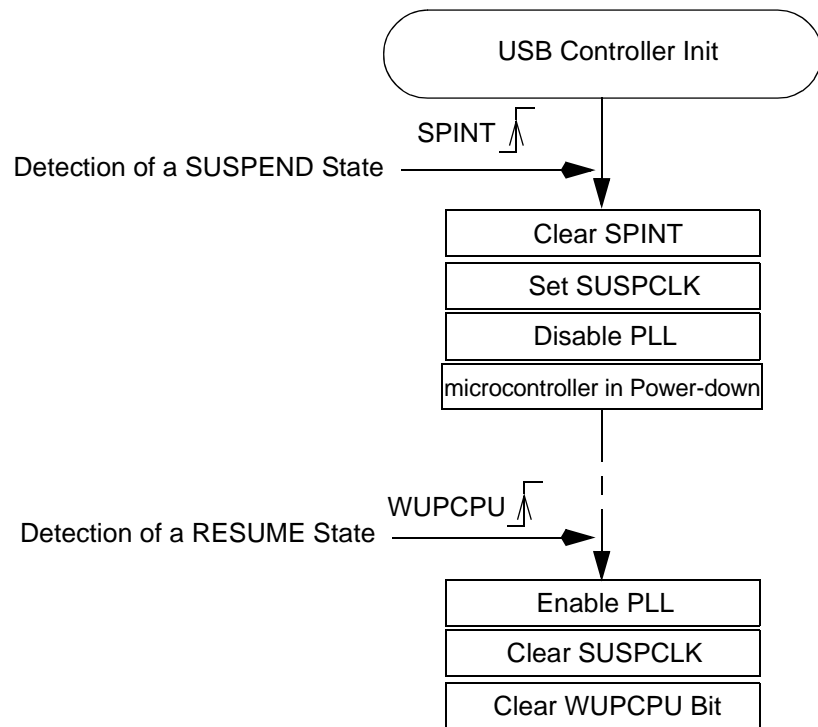 USB Controller Init
SPINT
Detection of a SUSPEND State
Clear SPINT
Set SUSPCLK
Disable PLL
microcontroller in Power-down
WUPCPU
Detection of a RESUME State
Enable PLL
Clear SUSPCLK
Clear WUPCPU Bit